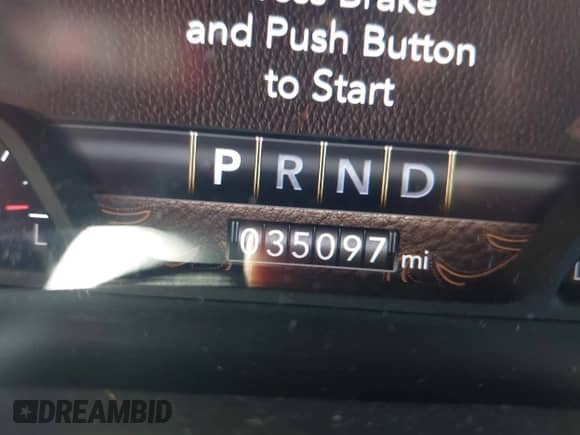 Brake
and Push Button
to Start
P R N D
L
035097 mi
L
DREAMBID